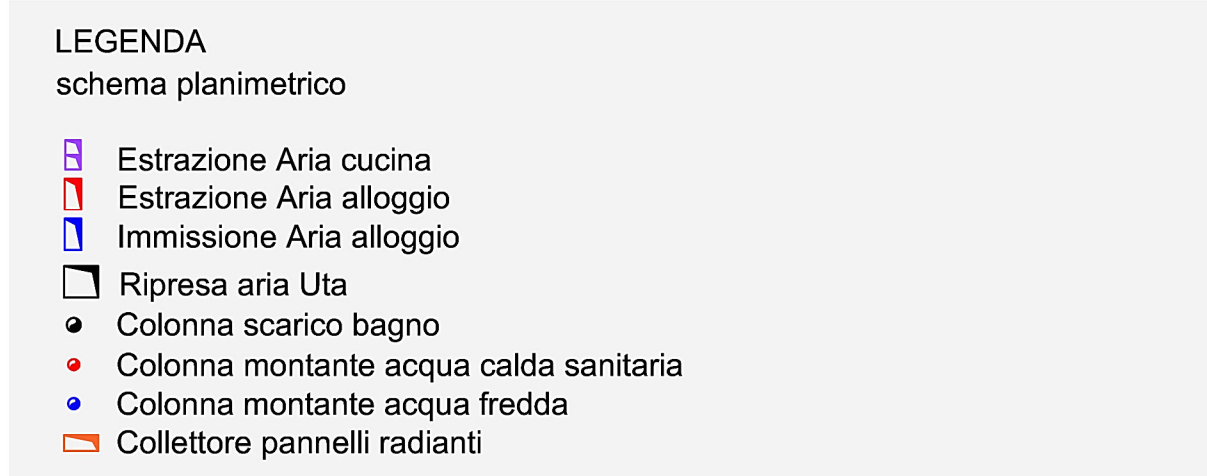 LEGENDA
schema planimetrico
Estrazione Aria cucina
Estrazione Aria alloggio
Immissione Aria alloggio
Ripresa aria Uta
Colonna scarico bagno
Colonna montante acqua calda sanitaria
Colonna montante acqua fredda
Collettore pannelli radianti